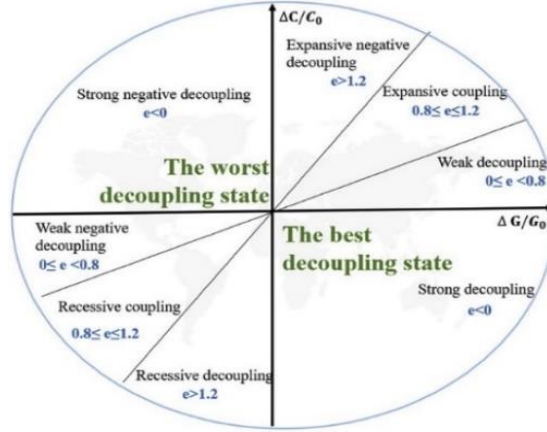 ΔC/C₀
Expansive negative
decoupling
e>1.2
Strong negative decoupling
e<0
Expansive coupling
0.8≤ e≤1.2
The worst
decoupling state
Weak decoupling
0≤ e <0.8
Δ G/G₀
Weak negative
decoupling
0≤ e <0.8
The best
decoupling state
Strong decoupling
e<0
Recessive coupling
0.8≤ e≤1.2
Recessive decoupling
e>1.2